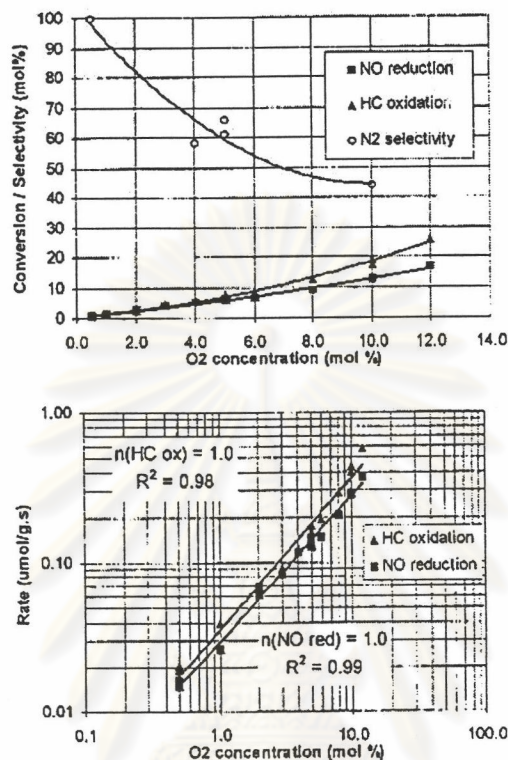 Conversion / Selectivity (mol%)
100
90
80
70
60
50
40
30
20
10
0
0.0 2.0 4.0 6.0 8.0 10.0 12.0 14.0
O2 concentration (mol %)
NO reduction
HC oxidation
N2 selectivity
Rate (umol/g.s)
1.00
0.10
0.01
0.1 1.0 10.0 100.0
O2 concentration (mol %)
n(HC ox) = 1.0
R² = 0.98
HC oxidation
NO reduction
n(NO red) = 1.0
R² = 0.99